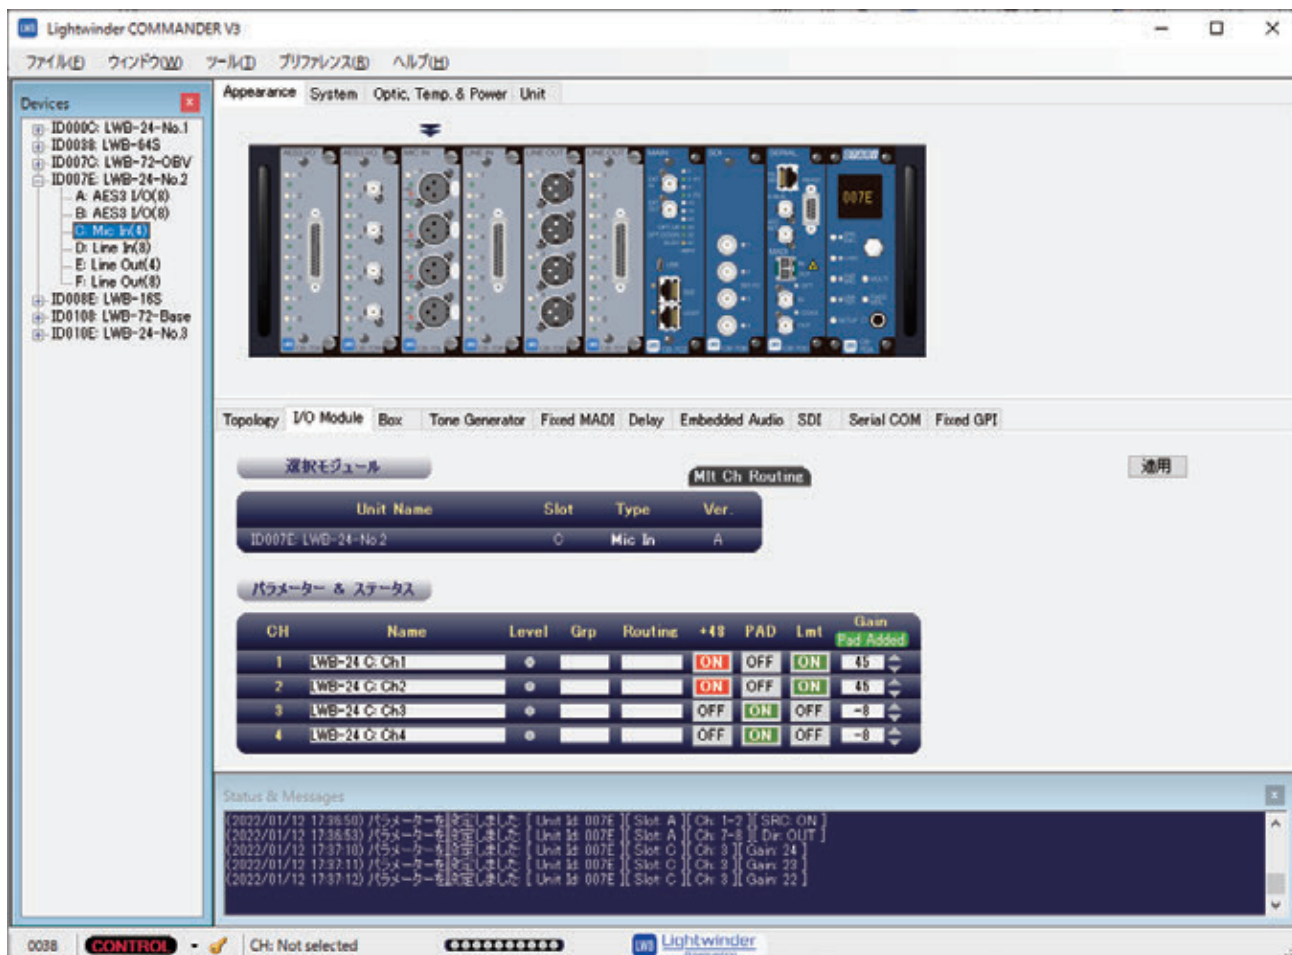 Lightwinder COMMANDER V3
ファイル(F) ウィンドウ(W) ツール(T) プリファレンス(R) ヘルプ(H)
Devices
ID000C: LWB-24-No.1
ID0038: LWB-64S
ID007C: LWB-72-OBV
ID007E: LWB-24-No.2
A: AES3 I/O(8)
B: AES3 I/O(8)
C: Mic In(4)
D: Line In(8)
E: Line Out(4)
F: Line Out(8)
ID008E: LWB-16S
ID0108: LWB-72-Base
ID010E: LWB-24-No.3
Appearance System Optic, Temp. & Power Unit
AES3 I/O AES3 I/O MIC IN LINE IN LINE OUT LINE OUT MAIN SDI SERIAL
007E
Topology I/O Module Box Tone Generator Fixed MADI Delay Embedded Audio SDI Serial COM Fixed GPI
選択モジュール
Mlt Ch Routing
適用
Unit Name Slot Type Ver.
ID007E: LWB-24-No.2 C Mic In A
パラメーター & ステータス
CH Name Level Grp Routing +48 PAD Lmt Gain
Pad Added
1 LWB-24 C: Ch1 ON OFF ON 45
2 LWB-24 C: Ch2 ON OFF ON 45
3 LWB-24 C: Ch3 OFF ON OFF -8
4 LWB-24 C: Ch4 OFF ON OFF -8
Status & Messages
(2022/01/12 17:36:50) パラメーターを設定しました [ Unit Id: 007E ][ Slot: A ][ Ch: 1-2 ][ SRC: ON ]
(2022/01/12 17:36:53) パラメーターを設定しました [ Unit Id: 007E ][ Slot: A ][ Ch: 7-8 ][ Dir: OUT ]
(2022/01/12 17:37:10) パラメーターを設定しました [ Unit Id: 007E ][ Slot: C ][ Ch: 3 ][ Gain: 24 ]
(2022/01/12 17:37:11) パラメーターを設定しました [ Unit Id: 007E ][ Slot: C ][ Ch: 3 ][ Gain: 23 ]
(2022/01/12 17:37:12) パラメーターを設定しました [ Unit Id: 007E ][ Slot: C ][ Ch: 3 ][ Gain: 22 ]
0038 CONTROL CH: Not selected LWB Lightwinder